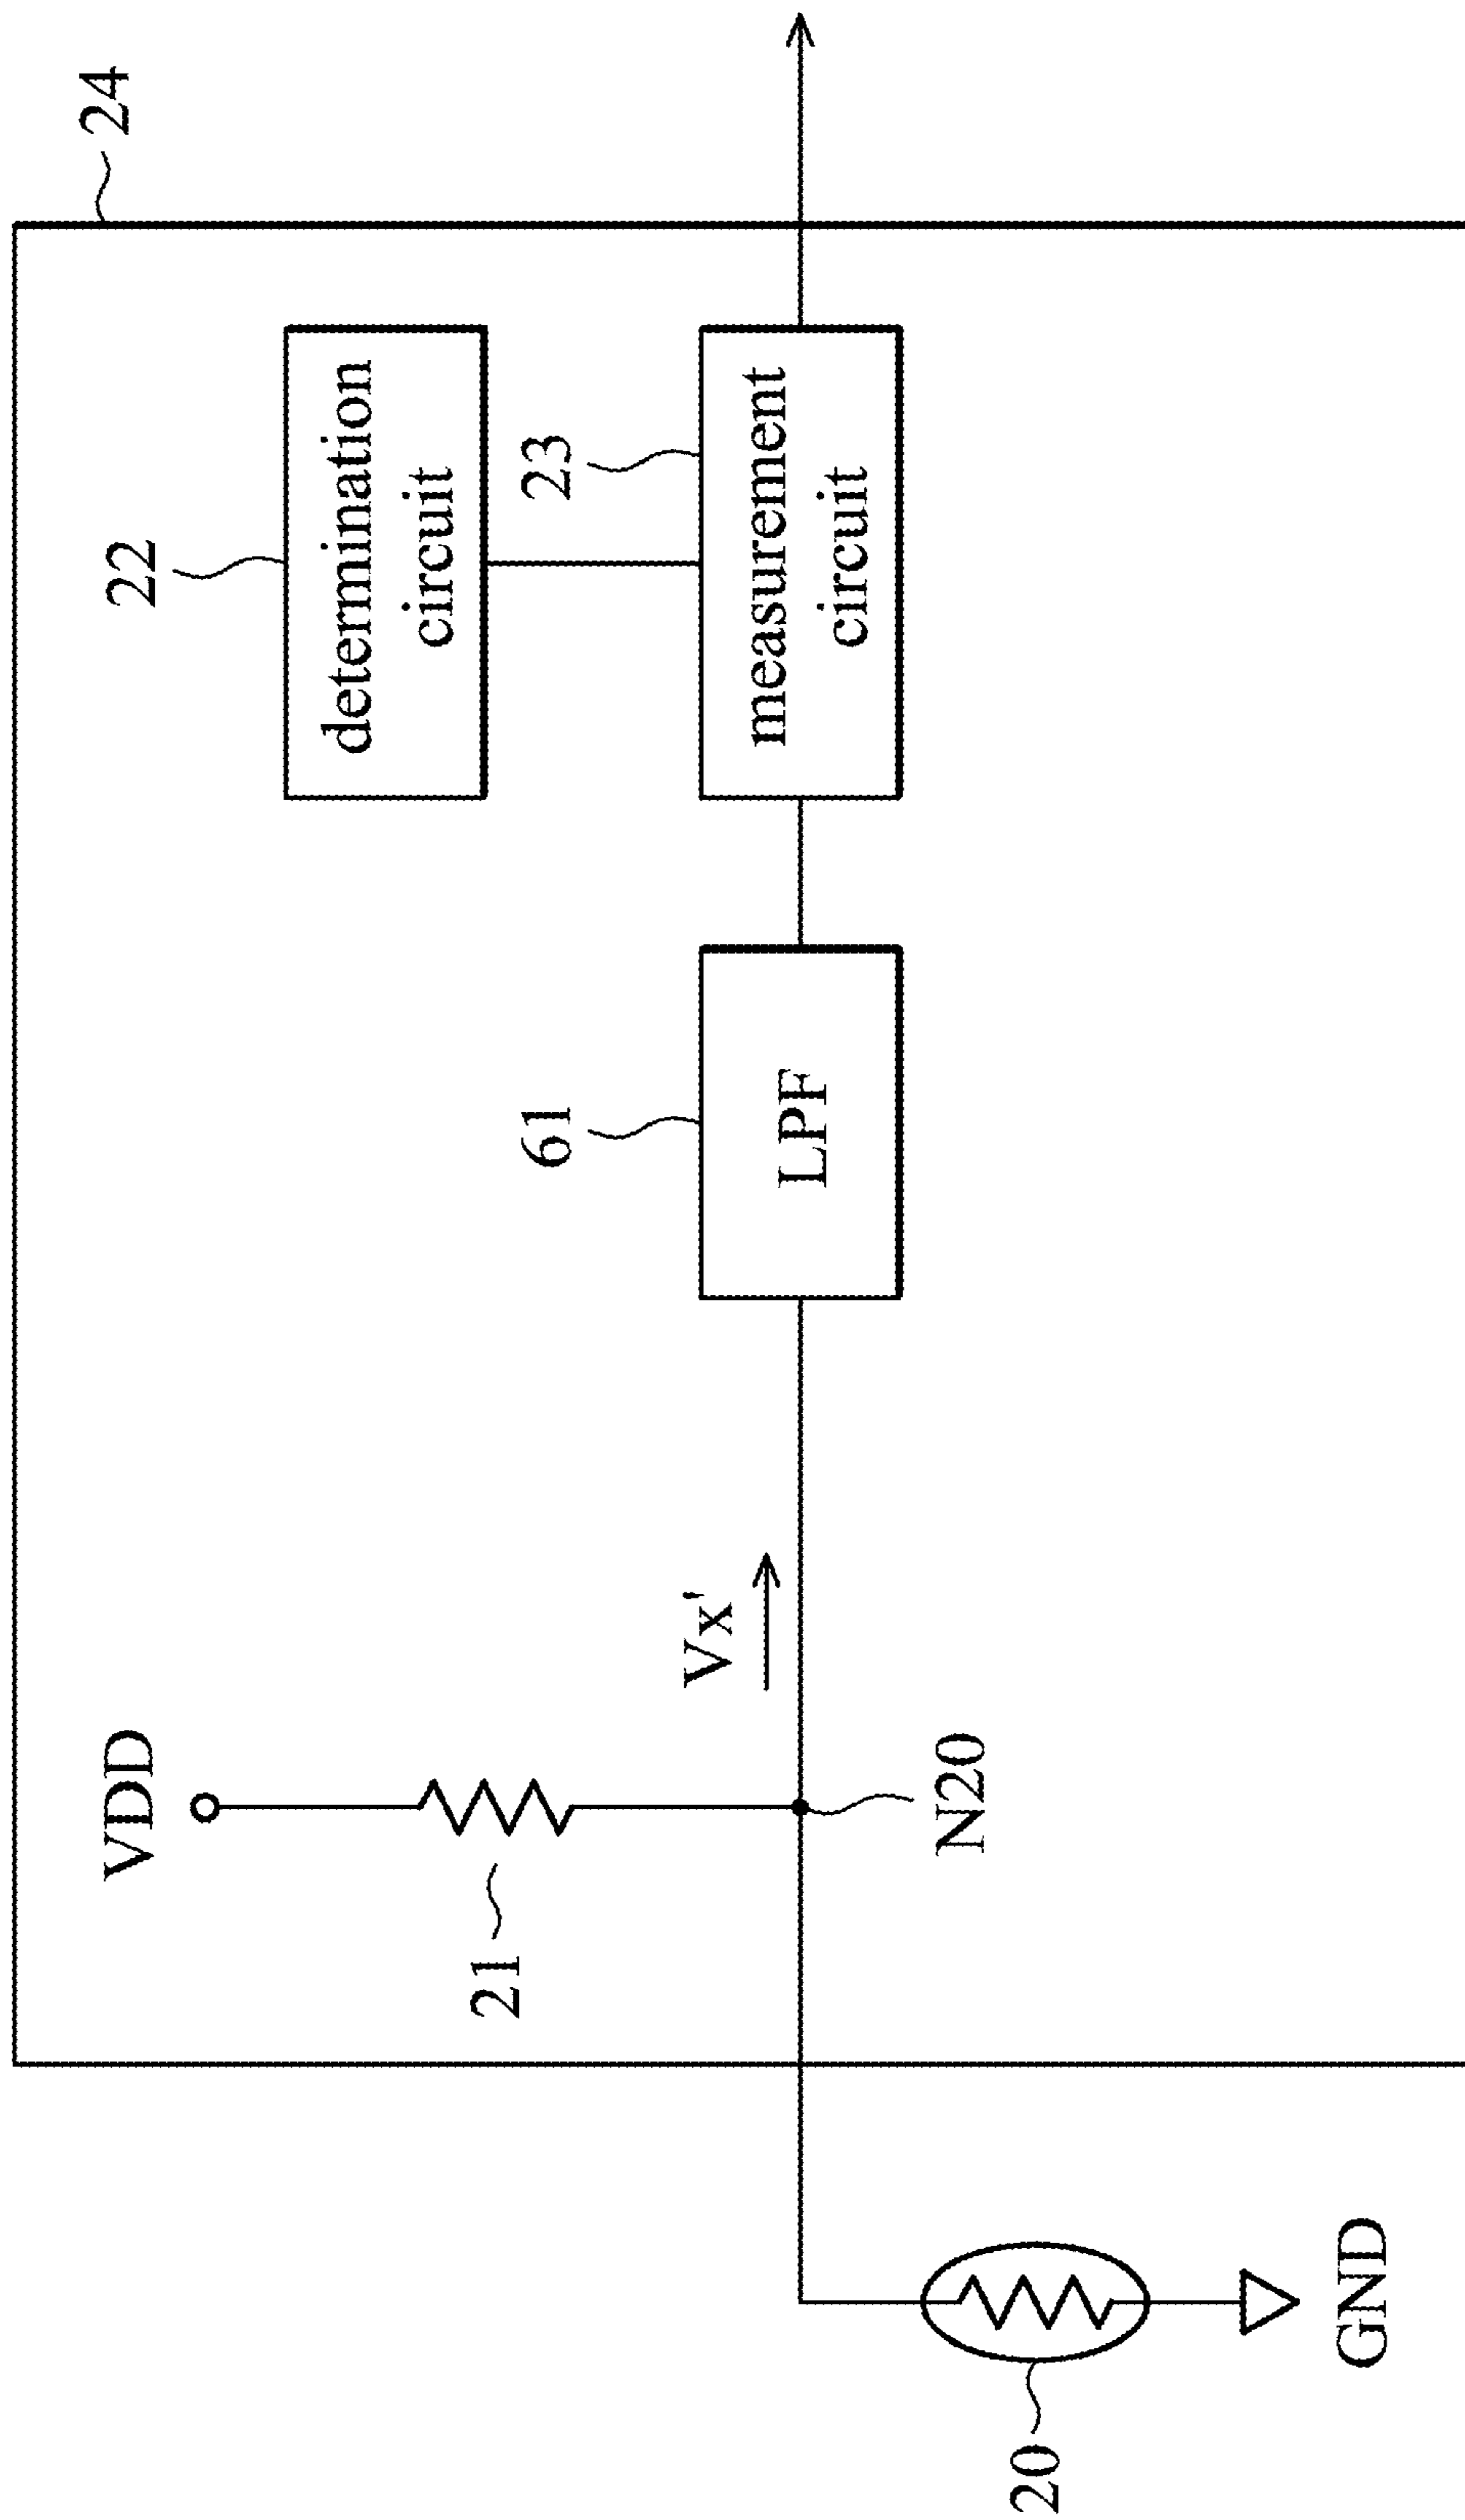 24
22
determination
circuit
23
measurement
circuit
61
LPF
VDD
21
Vx'
N20
20
GND